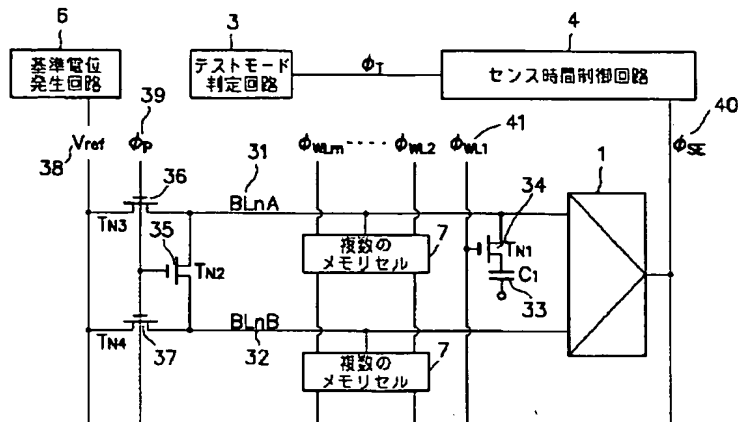 6
3
4
基準電位
発生回路
テストモード
判定回路
φT
センス時間制御回路
39
Vref
φP
38
41
40
φWLm ····· φWL2
φWL1
φSE
31
36
1
34
BLnA
TN3
35
TN2
複数の
メモリセル
7
TN1
C1
33
BLnB
TN4
37
32
7
複数の
メモリセル